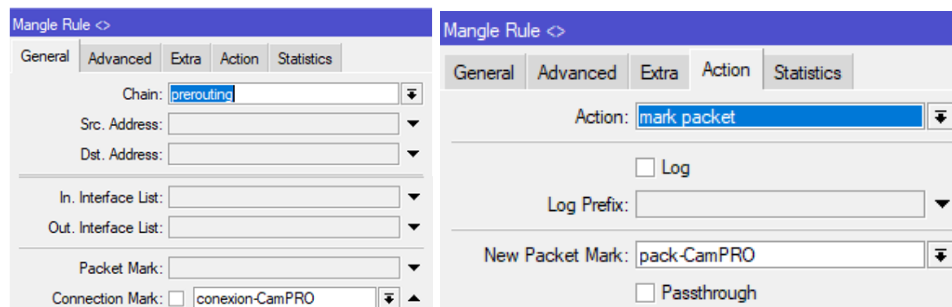 Mangle Rule <>
General Advanced Extra Action Statistics
Chain: prerouting
Src. Address:
Dst. Address:
In. Interface List:
Out. Interface List:
Packet Mark:
Connection Mark: conexion-CamPRO
Mangle Rule <>
General Advanced Extra Action Statistics
Action: mark packet
Log
Log Prefix:
New Packet Mark: pack-CamPRO
Passthrough